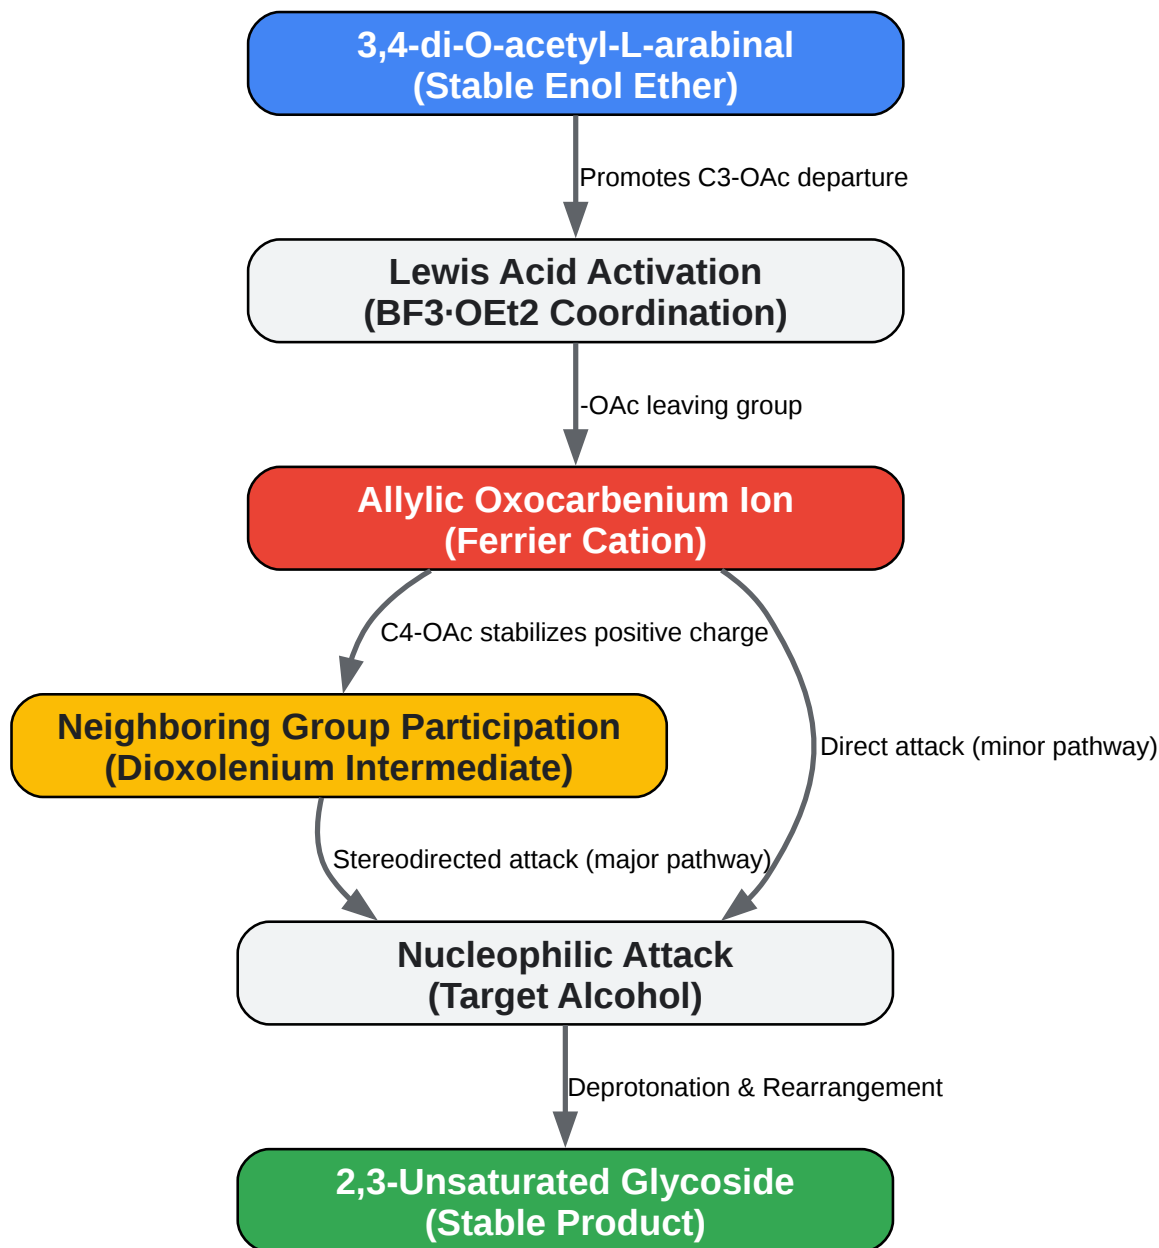 3,4-di-O-acetyl-L-arabinal
(Stable Enol Ether)
Promotes C3-OAc departure
Lewis Acid Activation
(BF3·OEt2 Coordination)
-OAc leaving group
Allylic Oxocarbenium Ion
(Ferrier Cation)
C4-OAc stabilizes positive charge
Neighboring Group Participation
(Dioxolenium Intermediate)
Direct attack (minor pathway)
Stereodirected attack (major pathway)
Nucleophilic Attack
(Target Alcohol)
Deprotonation & Rearrangement
2,3-Unsaturated Glycoside
(Stable Product)